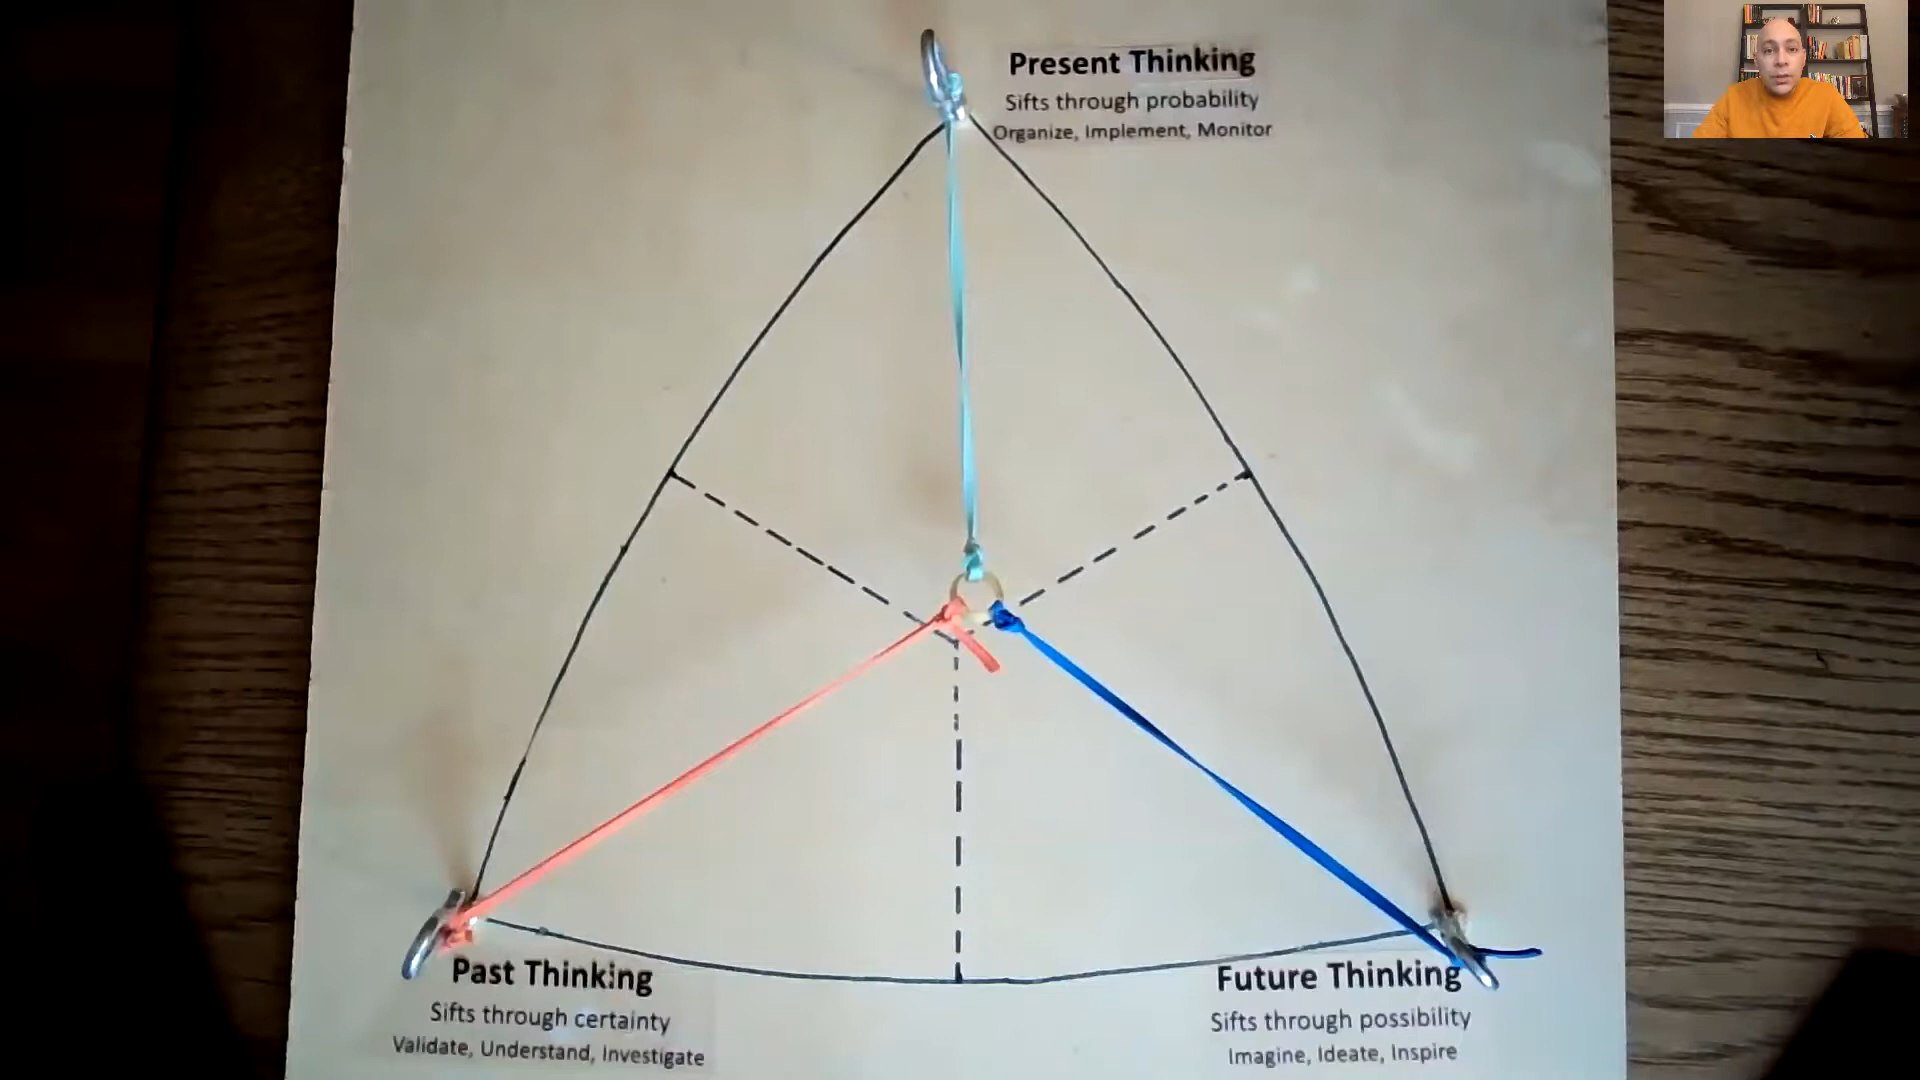 Present Thinking
Sifts through probability
Organize, Implement, Monitor
Past Thinking
Sifts through certainty
Validate, Understand, Investigate
Future Thinking
Sifts through possibility
Imagine, Ideate, Inspire